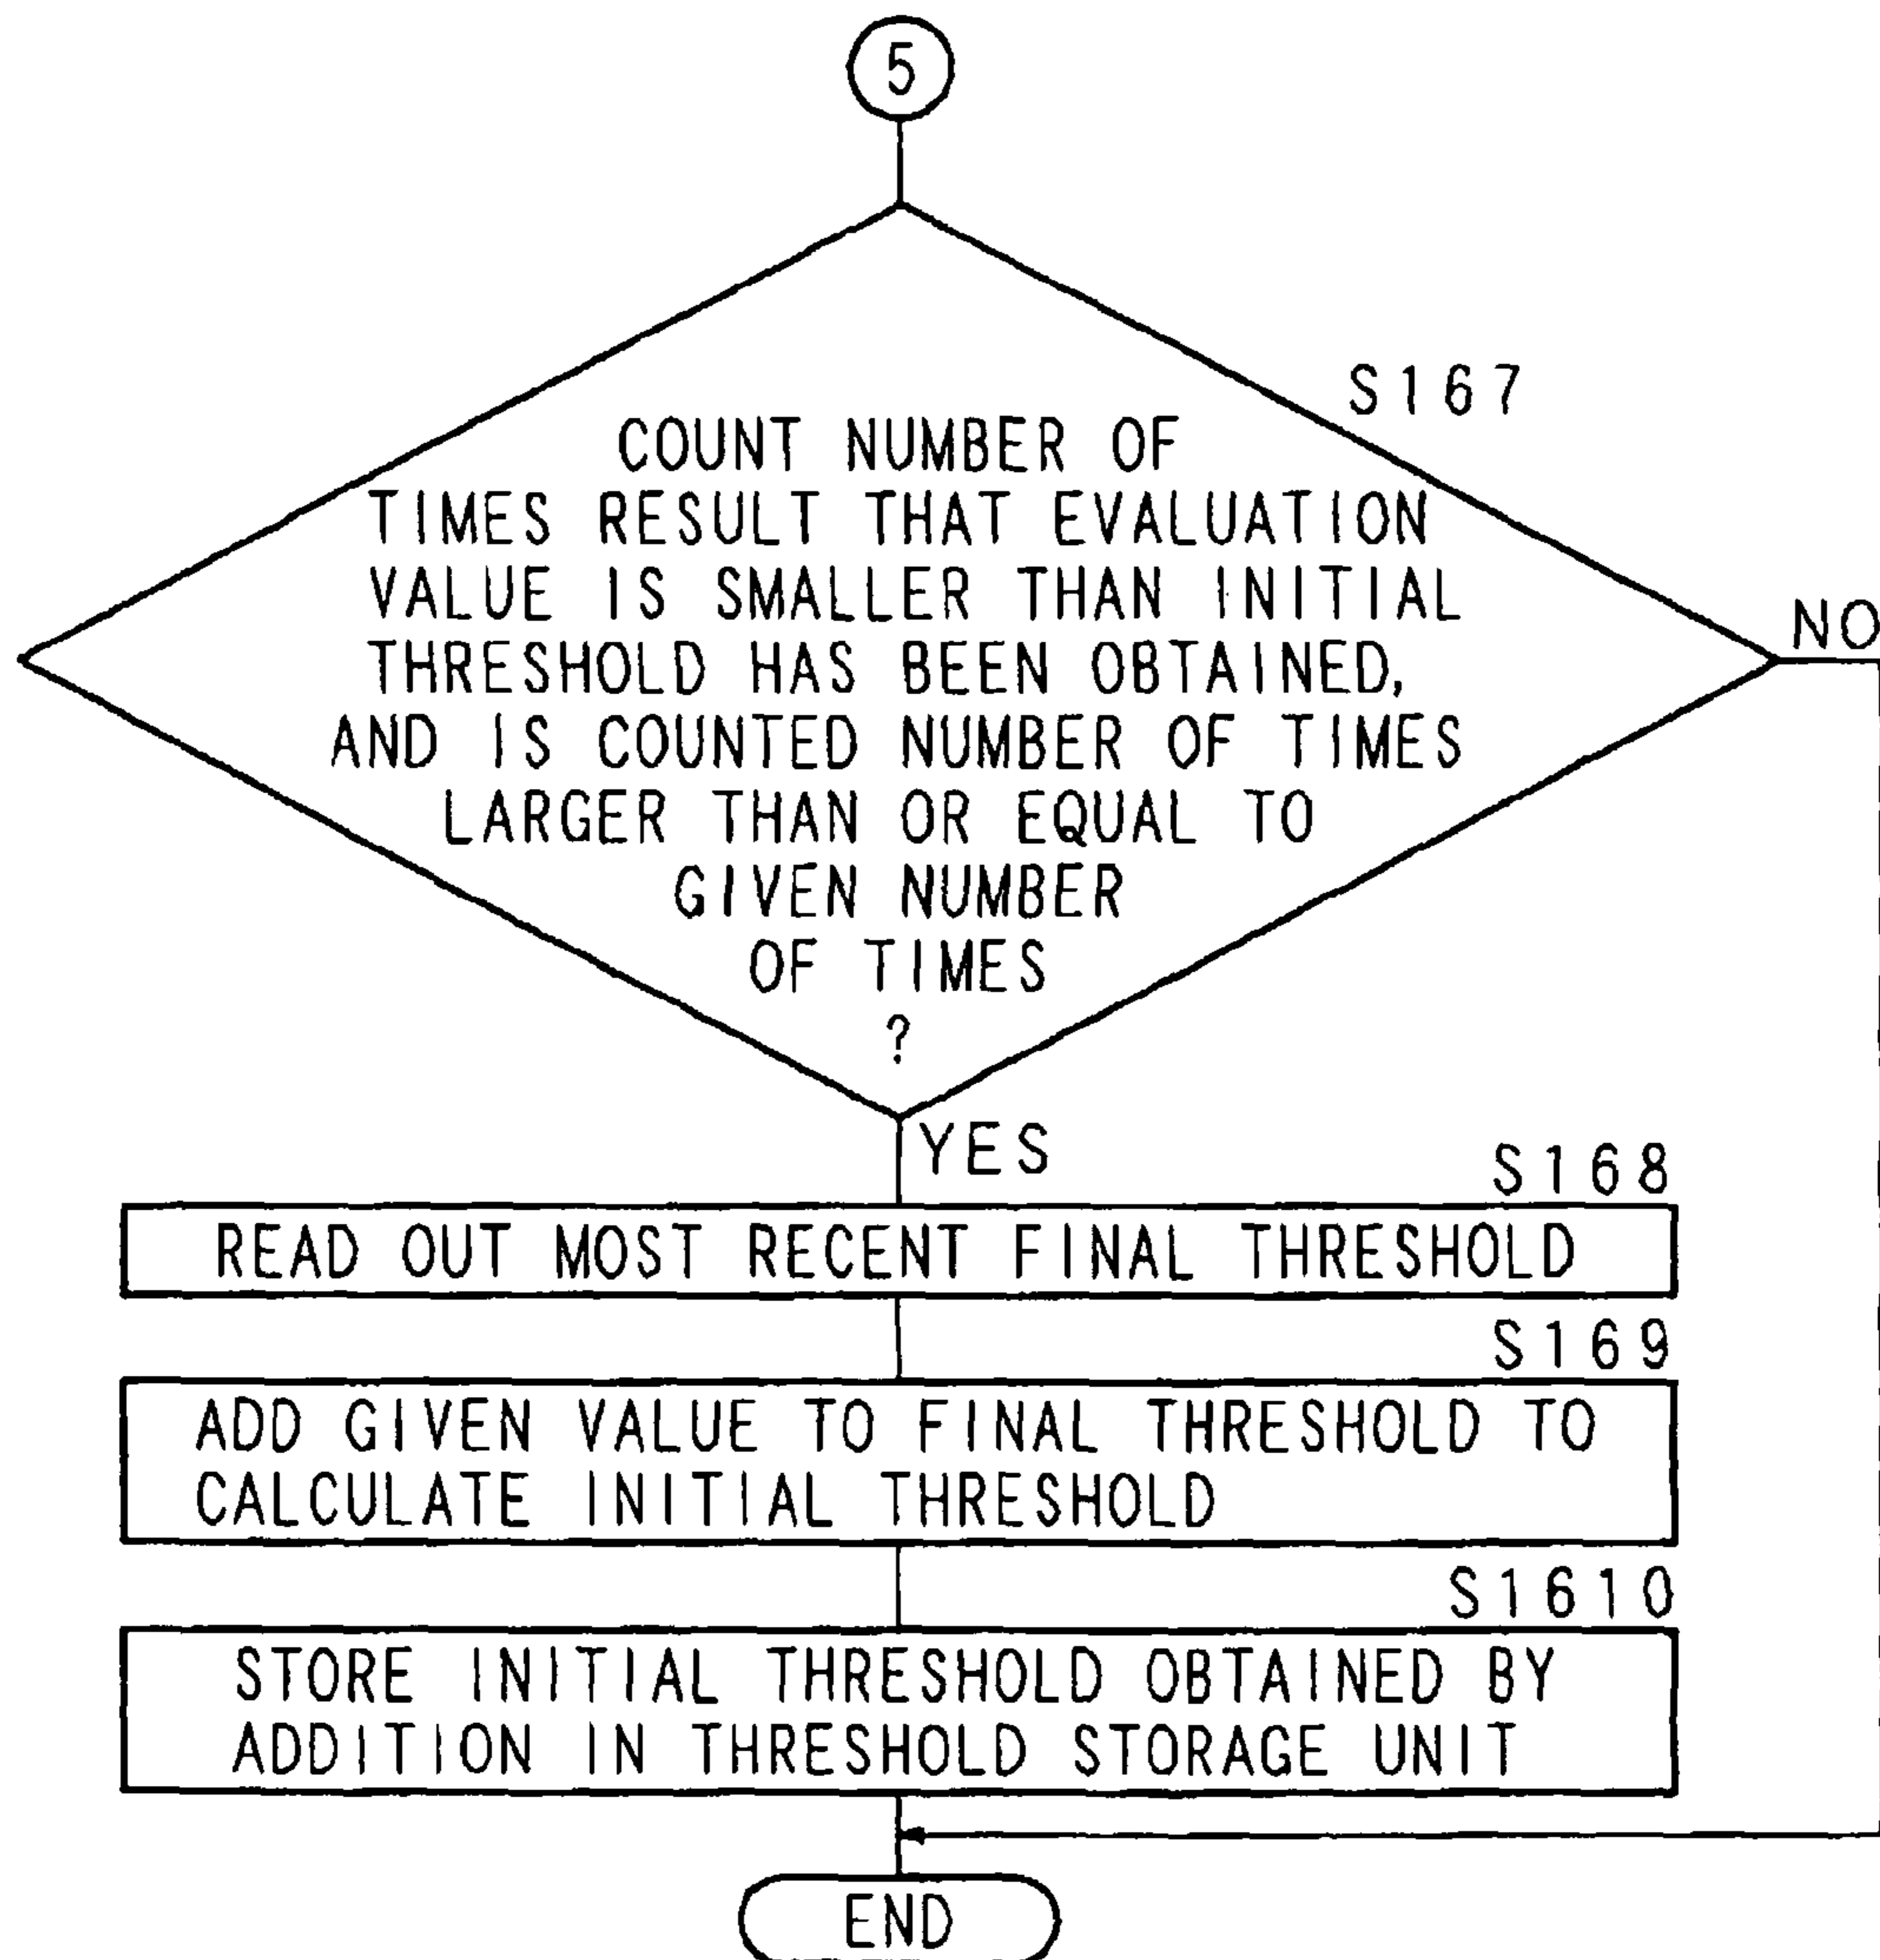 5
S167
COUNT NUMBER OF
TIMES RESULT THAT EVALUATION
VALUE IS SMALLER THAN INITIAL
THRESHOLD HAS BEEN OBTAINED,
AND IS COUNTED NUMBER OF TIMES
LARGER THAN OR EQUAL TO
GIVEN NUMBER
OF TIMES
?
NO
YES
S168
READ OUT MOST RECENT FINAL THRESHOLD
S169
ADD GIVEN VALUE TO FINAL THRESHOLD TO
CALCULATE INITIAL THRESHOLD
S1610
STORE INITIAL THRESHOLD OBTAINED BY
ADDITION IN THRESHOLD STORAGE UNIT
END